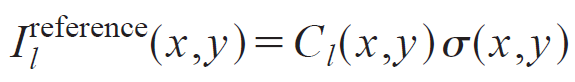 I_l^reference(x,y) = C_l(x,y)σ(x,y)